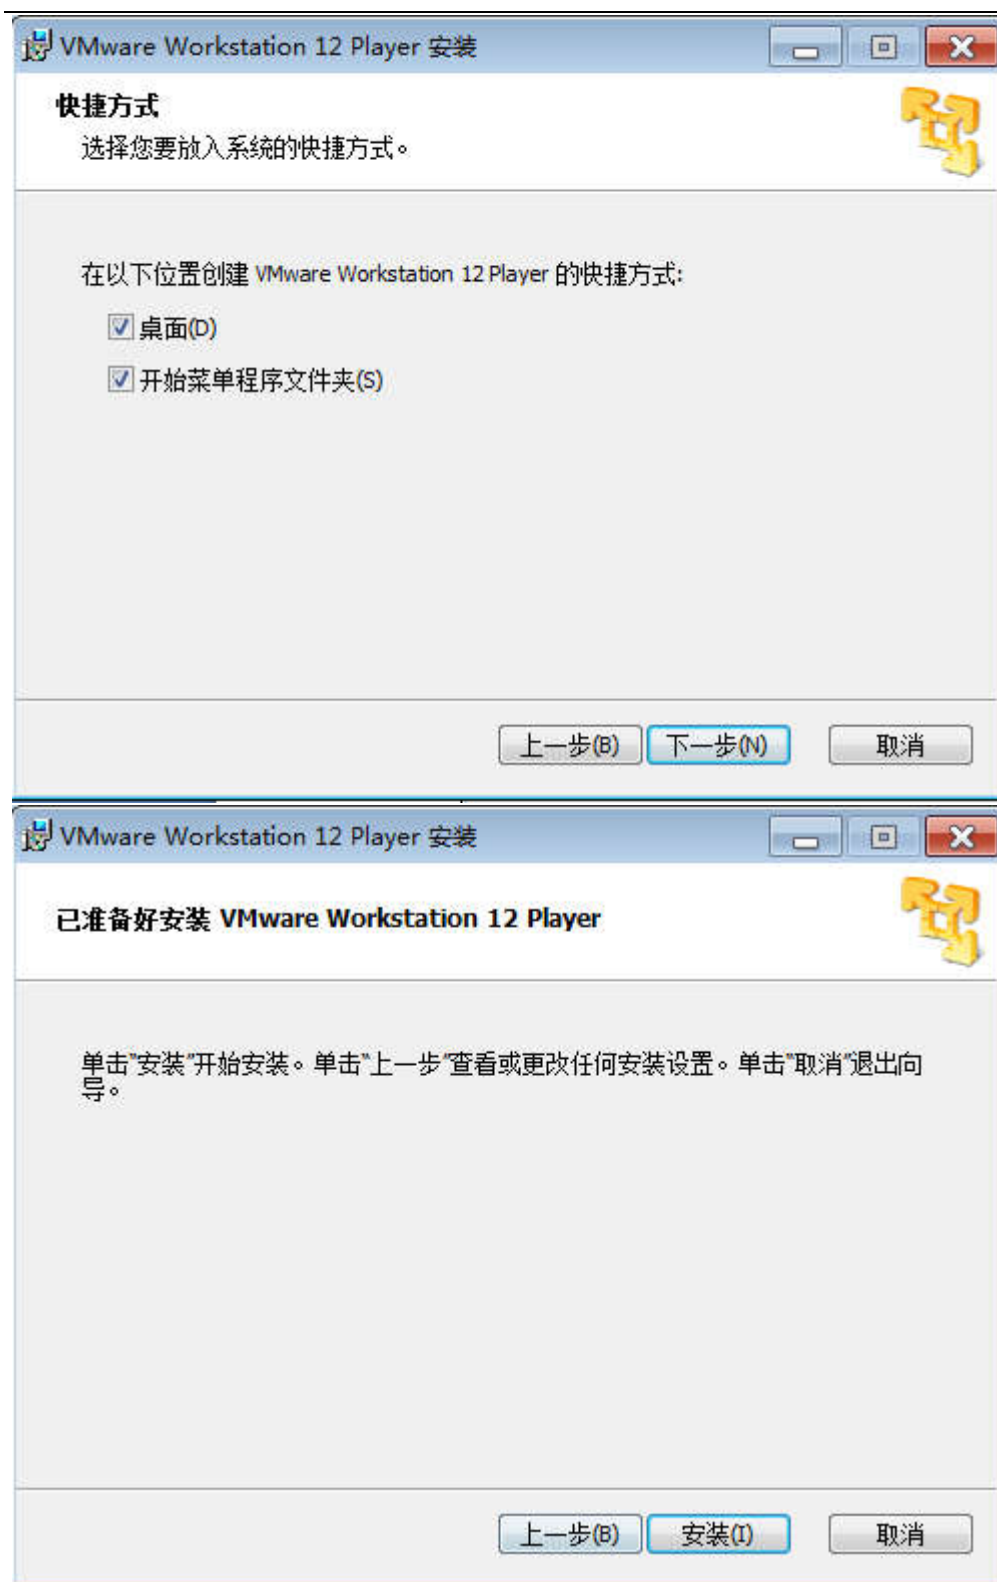 VMware Workstation 12 Player 安装
快捷方式
选择您要放入系统的快捷方式。
在以下位置创建 VMware Workstation 12 Player 的快捷方式:
桌面(D)
开始菜单程序文件夹(S)
上一步(B) 下一步(N) 取消
VMware Workstation 12 Player 安装
已准备好安装 VMware Workstation 12 Player
单击"安装"开始安装。单击"上一步"查看或更改任何安装设置。单击"取消"退出向
导。
上一步(B) 安装(I) 取消